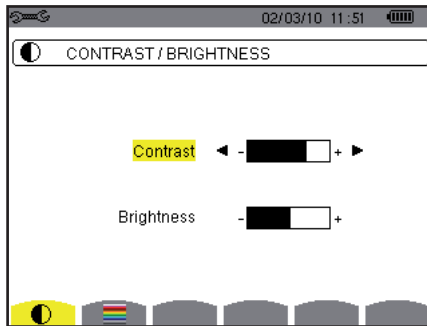 02/03/10 11:51
CONTRAST / BRIGHTNESS
Contrast - +
Brightness - +